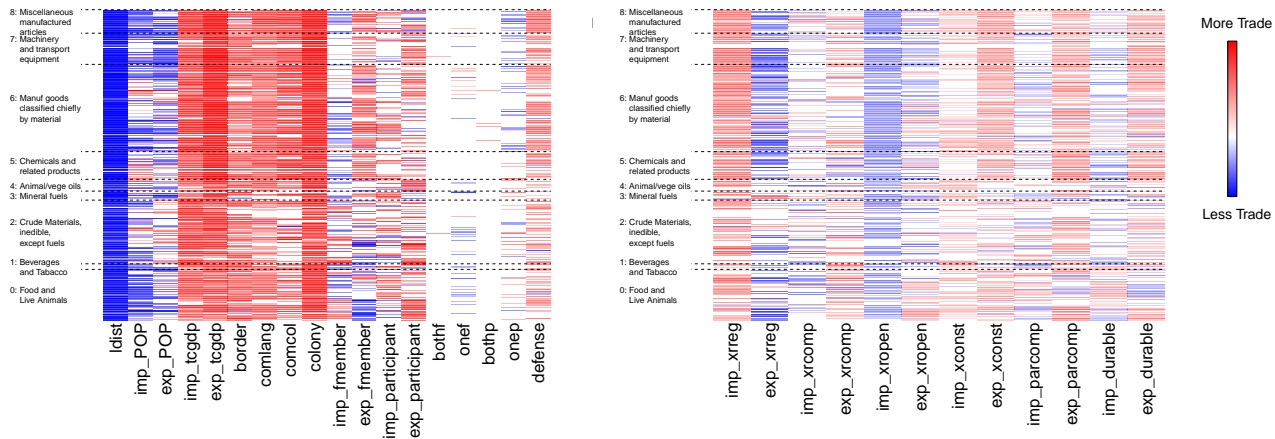 8: Miscellaneous
manufactured
articles
7: Machinery
and transport
equipment
6: Manuf goods
classified chiefly
by material
5: Chemicals and
related products
4: Animal/vege oils
3: Mineral fuels
2: Crude Materials,
inedible,
except fuels
1: Beverages
and Tabacco
0: Food and
Live Animals
ldist
imp_POP
exp_POP
imp_tcgdp
exp_tcgdp
border
comlang
comcol
colony
imp_fmember
exp_fmember
imp_participant
exp_participant
bothf
onef
bothp
onep
defense
8: Miscellaneous
manufactured
articles
7: Machinery
and transport
equipment
6: Manuf goods
classified chiefly
by material
5: Chemicals and
related products
4: Animal/vege oils
3: Mineral fuels
2: Crude Materials,
inedible,
except fuels
1: Beverages
and Tabacco
0: Food and
Live Animals
imp_xrreg
exp_xrreg
imp_xrcomp
exp_xrcomp
imp_xropen
exp_xropen
imp_xconst
exp_xconst
imp_parcomp
exp_parcomp
imp_durable
exp_durable
More Trade
Less Trade